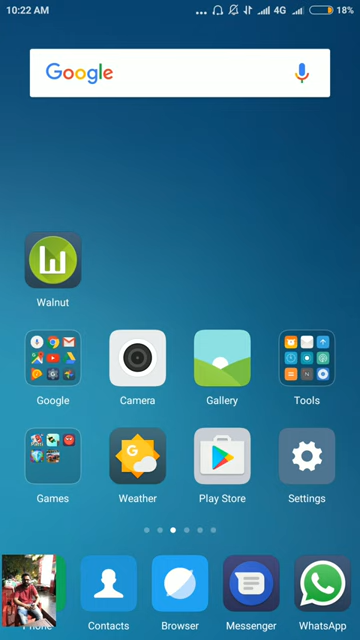 10:22 AM 4G 18%
Google
Walnut
Google Camera Gallery Tools
Games Weather Play Store Settings
Phone Contacts Browser Messenger WhatsApp